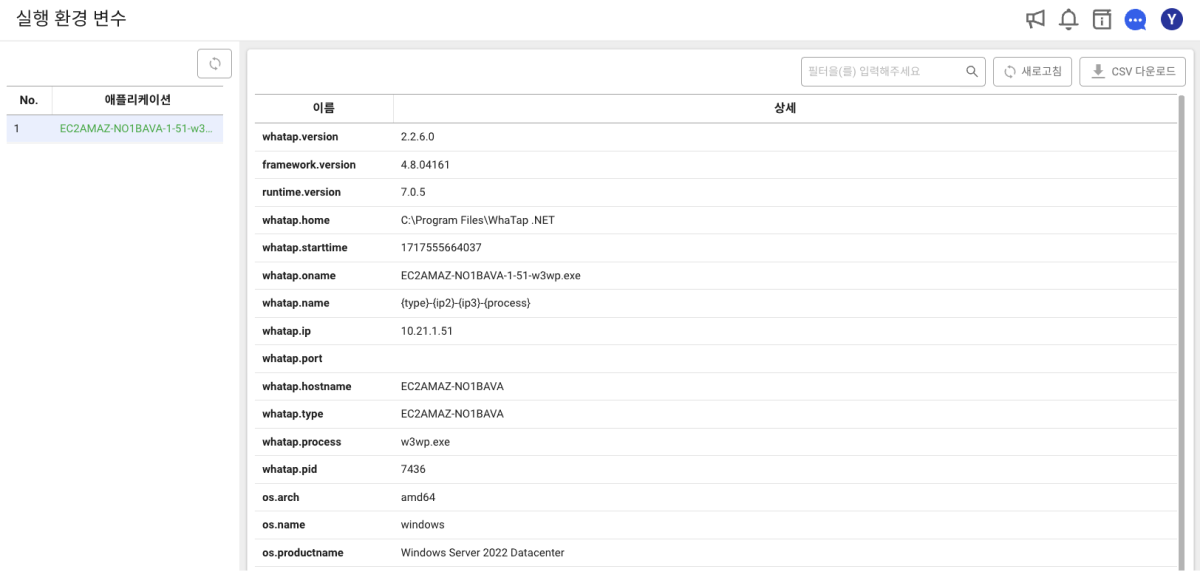 실행 환경 변수
Y
필터을(를) 입력해주세요
새로고침
CSV 다운로드
No. 애플리케이션
1 EC2AMAZ-NO1BAVA-1-51-w3...
이름 상세
whatap.version 2.2.6.0
framework.version 4.8.04161
runtime.version 7.0.5
whatap.home C:\Program Files\WhaTap .NET
whatap.starttime 1717555664037
whatap.oname EC2AMAZ-NO1BAVA-1-51-w3wp.exe
whatap.name {type}-{ip2}-{ip3}-{process}
whatap.ip 10.21.1.51
whatap.port
whatap.hostname EC2AMAZ-NO1BAVA
whatap.type EC2AMAZ-NO1BAVA
whatap.process w3wp.exe
whatap.pid 7436
os.arch amd64
os.name windows
os.productname Windows Server 2022 Datacenter